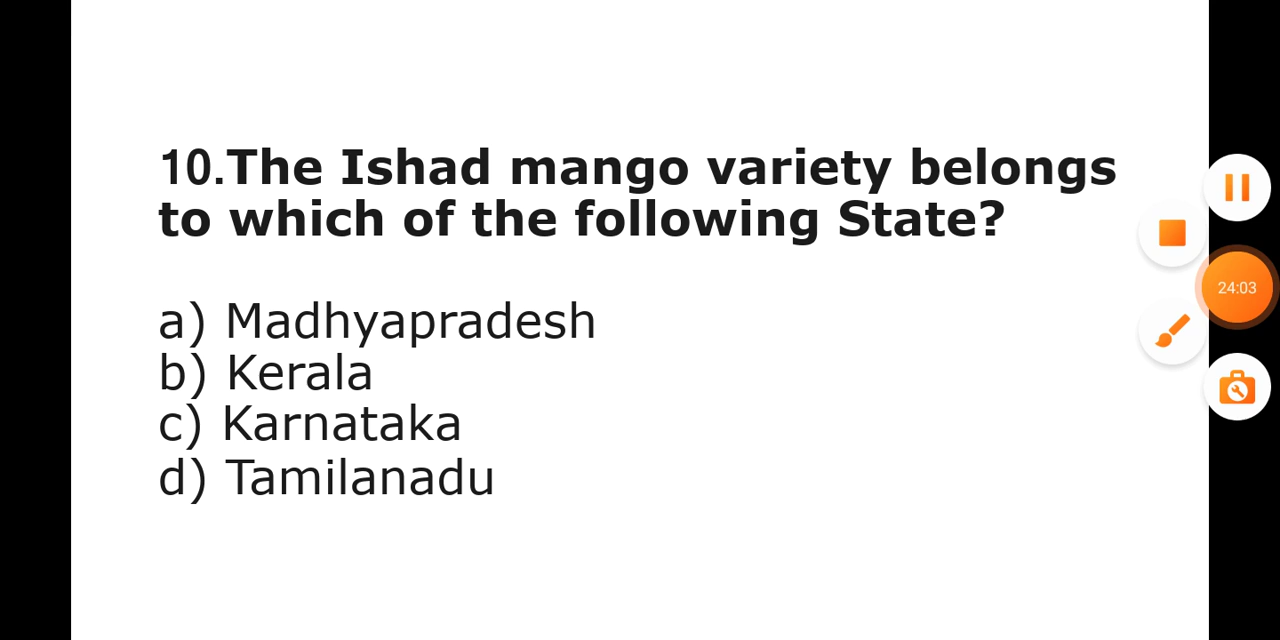 10.The Ishad mango variety belongs
to which of the following State?
a) Madhyapradesh
b) Kerala
c) Karnataka
d) Tamilanadu
24:03